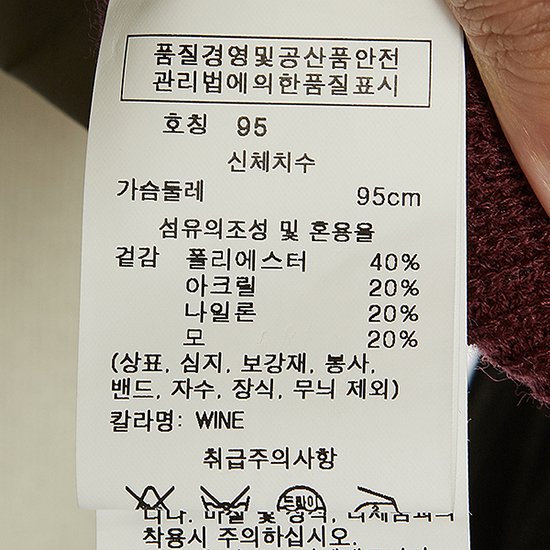 품질경영및공산품안전
관리법에의한품질표시
호칭 95
신체치수
가슴둘레 95cm
섬유의조성 및 혼용율
겉감 폴리에스터 40%
아크릴 20%
나일론 20%
모 20%
(상표, 심지, 보강재, 봉사,
밴드, 자수, 장식, 무늬 제외)
칼라명: WINE
취급주의사항
드라이
착용시 주의하십시오.